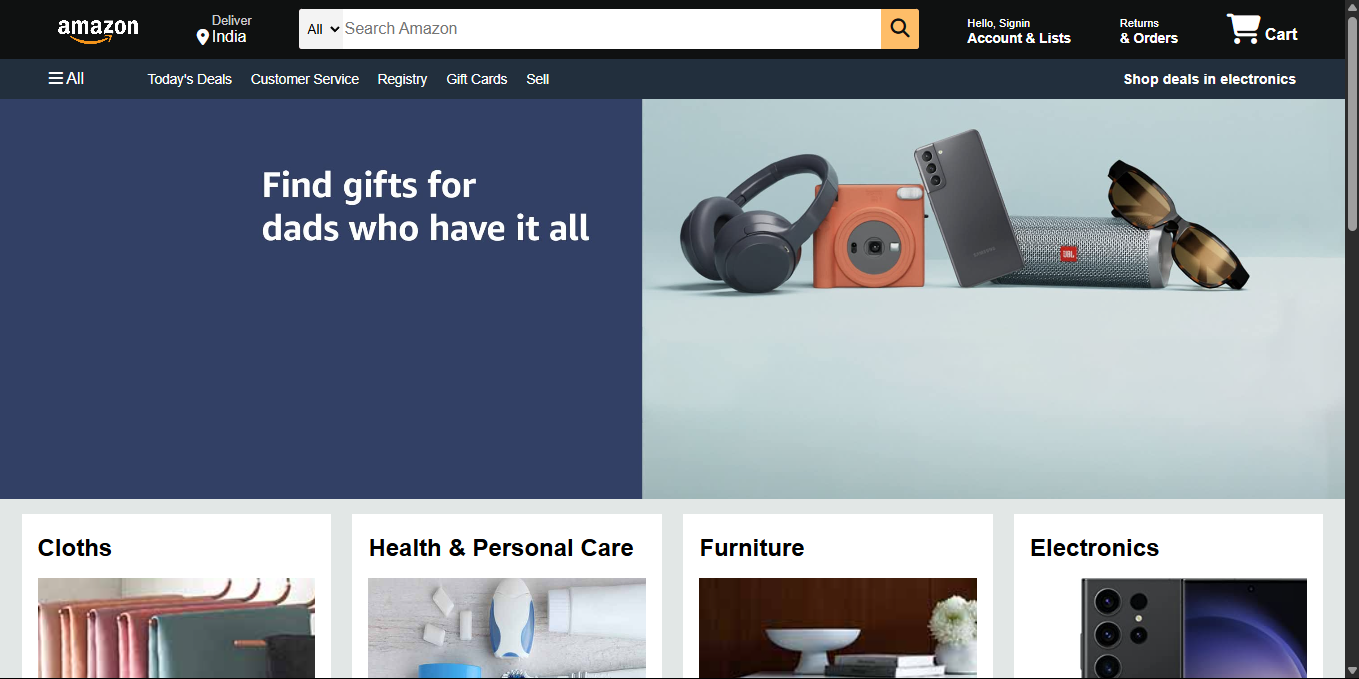 amazon
Deliver
India
All
Search Amazon
Hello, Signin
Account & Lists
Returns
& Orders
Cart
All
Today's Deals
Customer Service
Registry
Gift Cards
Sell
Shop deals in electronics
Find gifts for
dads who have it all
SAMSUNG
JBL
Cloths
Health & Personal Care
Furniture
Electronics